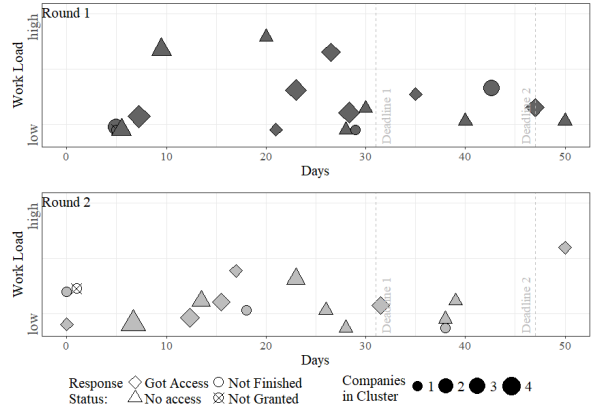 Round 1
high
Work Load
low
Deadline 1
Deadline 2
0 10 20 30 40 50
Days
Round 2
high
Work Load
low
Deadline 1
Deadline 2
0 10 20 30 40 50
Days
Response Status:
Got Access
Not Finished
No access
Not Granted
Companies in Cluster
1 2 3 4